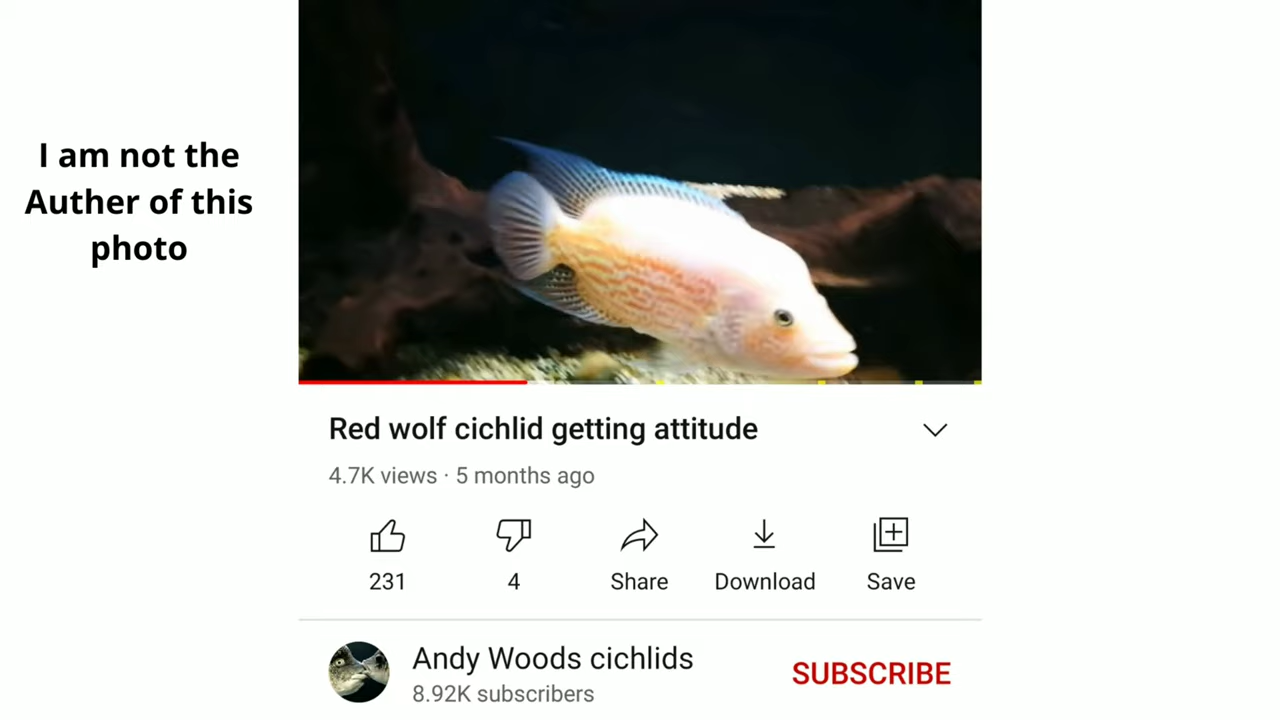 I am not the
Auther of this
photo
Red wolf cichlid getting attitude
4.7K views · 5 months ago
231
4
Share
Download
Save
Andy Woods cichlids
8.92K subscribers
SUBSCRIBE